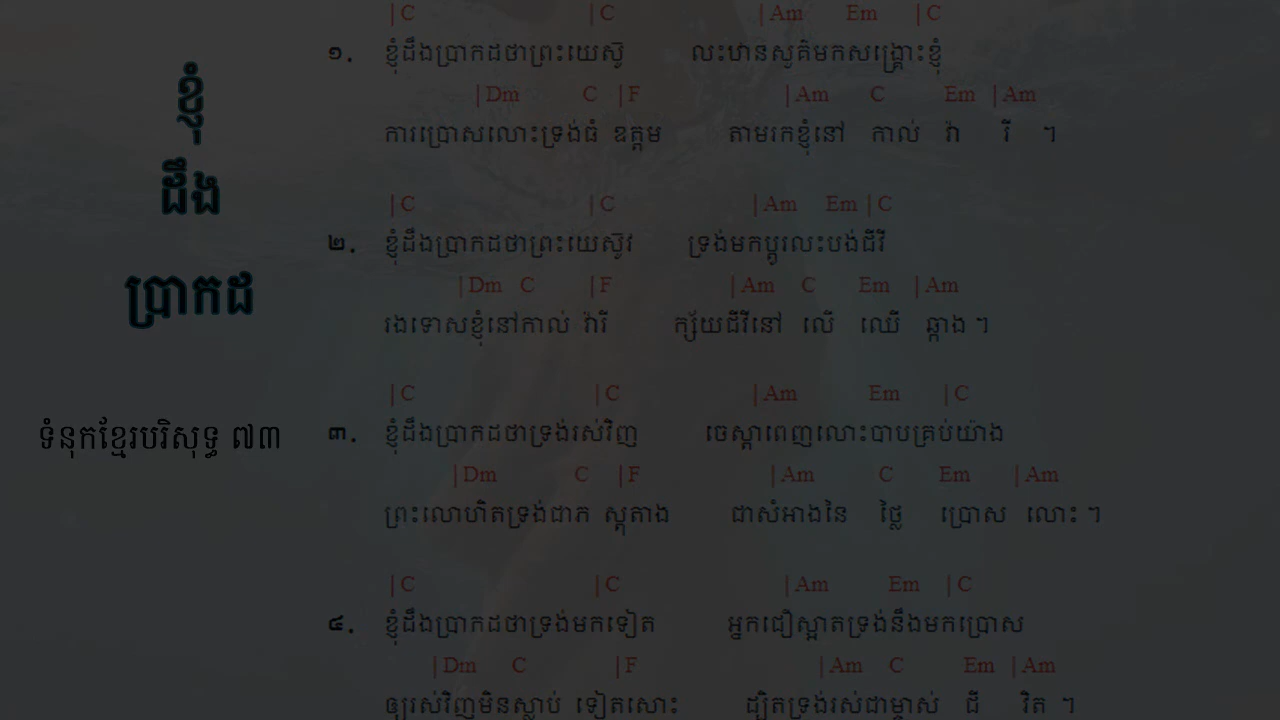 ខ្ញុំ
ដឹង
ប្រាកដ
ទំនុកខ្មែរបរិសុទ្ធ ៧៣
|C |C |Am Em |C
១. ខ្ញុំដឹងប្រាកដថាព្រះយេស៊ូ លះឋានសួគ៌មកសង្គ្រោះខ្ញុំ
|Dm C |F |Am C Em |Am
ការប្រោសលោះទ្រង់ធំ ឧត្តម តាមរកខ្ញុំនៅ កាល់ វ៉ា រី ។
|C |C |Am Em |C
២. ខ្ញុំដឹងប្រាកដថាព្រះយេស៊ូវ ទ្រង់មកប្តូរលះបង់ជីវី
|Dm C |F |Am C Em |Am
រងទោសខ្ញុំនៅកាល់ វ៉ារី ក្ស័យជីវីនៅ លើ ឈើ ឆ្កាង ។
|C |C |Am Em |C
៣. ខ្ញុំដឹងប្រាកដថាទ្រង់រស់វិញ ចេស្តាពេញលោះបាបគ្រប់យ៉ាង
|Dm C |F |Am C Em |Am
ព្រះលោហិតទ្រង់ជាភ ស្តុតាង ជាសំអាងនៃ ថ្លៃ ប្រោស លោះ ។
|C |C |Am Em |C
៤. ខ្ញុំដឹងប្រាកដថាទ្រង់មកទៀត អ្នកជឿស្អាតទ្រង់នឹងមកប្រោស
|Dm C |F |Am C Em |Am
ឲ្យរស់វិញមិនស្លាប់ ទៀតសោះ ដ្បិតទ្រង់រស់ជាម្ចាស់ ជី វិត ។